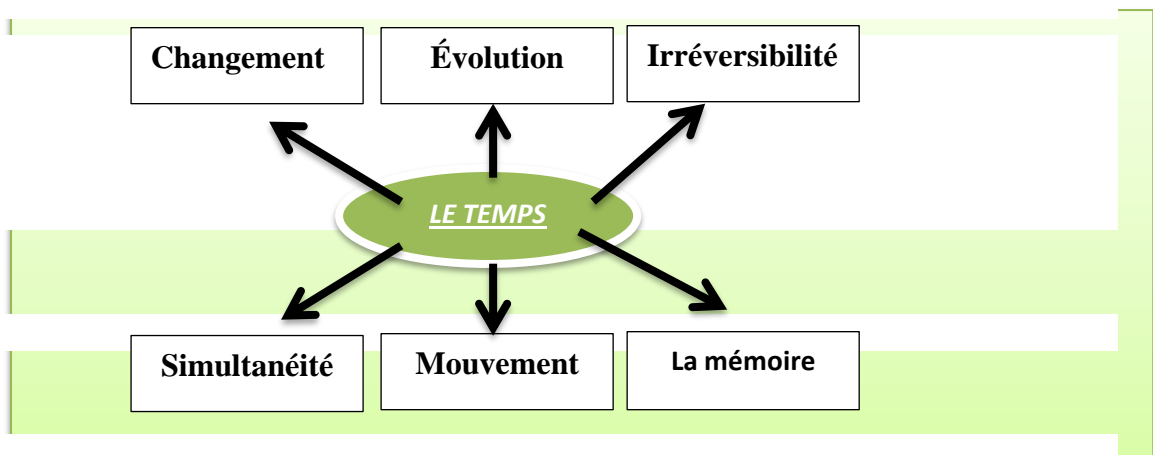 Changement
Évolution
Irréversibilité
LE TEMPS
Simultanéité
Mouvement
La mémoire